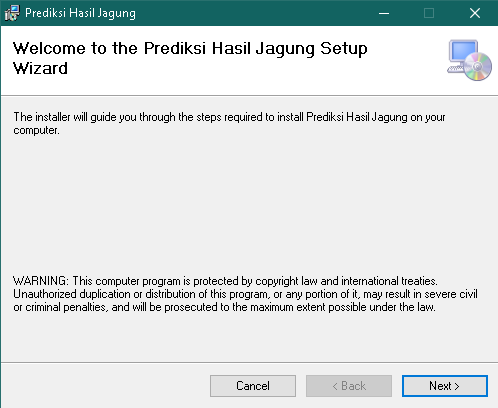 Prediksi Hasil Jagung
Welcome to the Prediksi Hasil Jagung Setup
Wizard
The installer will guide you through the steps required to install Prediksi Hasil Jagung on your
computer.
WARNING: This computer program is protected by copyright law and international treaties.
Unauthorized duplication or distribution of this program, or any portion of it, may result in severe civil
or criminal penalties, and will be prosecuted to the maximum extent possible under the law.
Cancel < Back Next >